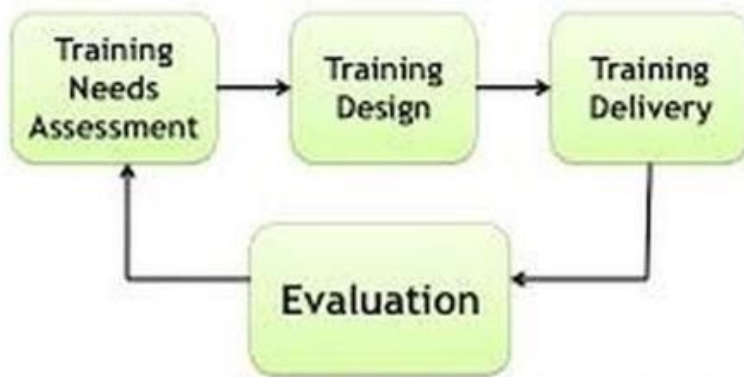 Training
Needs
Assessment
Training
Design
Training
Delivery
Evaluation